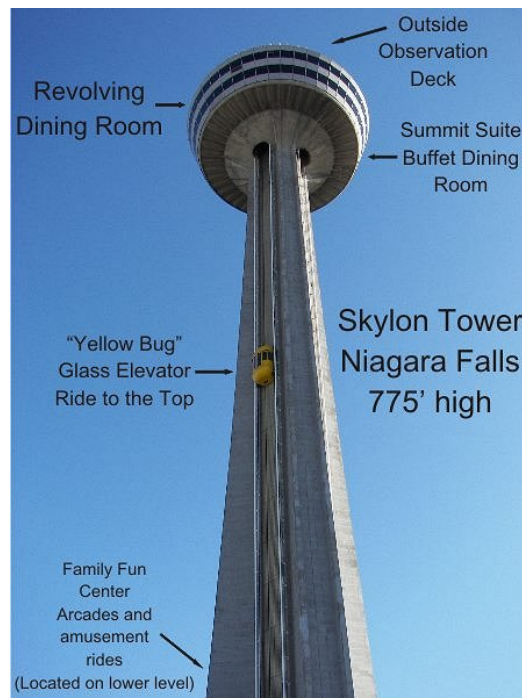 Outside
Observation
Deck
Revolving
Dining Room
Summit Suite
Buffet Dining
Room
“Yellow Bug”
Glass Elevator
Ride to the Top
Skylon Tower
Niagara Falls
775’ high
Family Fun
Center
Arcades and
amusement
rides
(Located on lower level)